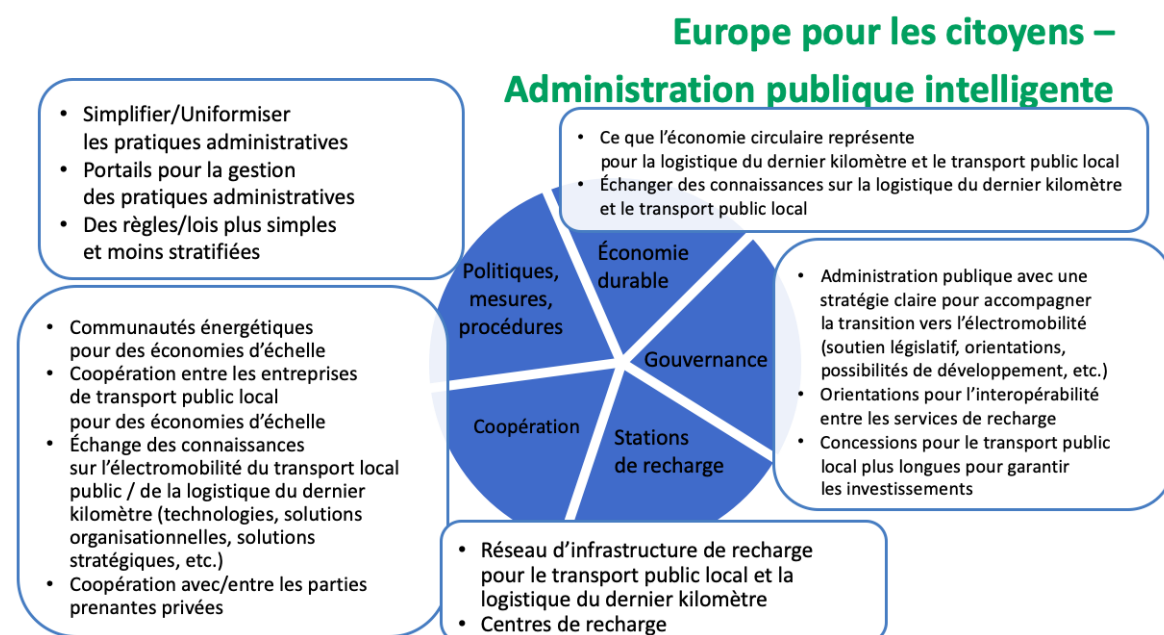 Europe pour les citoyens –
Administration publique intelligente
• Simplifier/Uniformiser
les pratiques administratives
• Portails pour la gestion
des pratiques administratives
• Des règles/lois plus simples
et moins stratifiées
• Ce que l’économie circulaire représente
pour la logistique du dernier kilomètre et le transport public local
• Échanger des connaissances sur la logistique du dernier kilomètre
et le transport public local
Politiques,
mesures,
procédures
Économie
durable
Gouvernance
Coopération
Stations
de recharge
• Administration publique avec une
stratégie claire pour accompagner
la transition vers l’électromobilité
(soutien législatif, orientations,
possibilités de développement, etc.)
• Orientations pour l’interopérabilité
entre les services de recharge
• Concessions pour le transport public
local plus longues pour garantir
les investissements
• Communautés énergétiques
pour des économies d’échelle
• Coopération entre les entreprises
de transport public local
pour des économies d’échelle
• Échange des connaissances
sur l’électromobilité du transport local
public / de la logistique du dernier
kilomètre (technologies, solutions
organisationnelles, solutions
stratégiques, etc.)
• Coopération avec/entre les parties
prenantes privées
• Réseau d’infrastructure de recharge
pour le transport public local et la
logistique du dernier kilomètre
• Centres de recharge